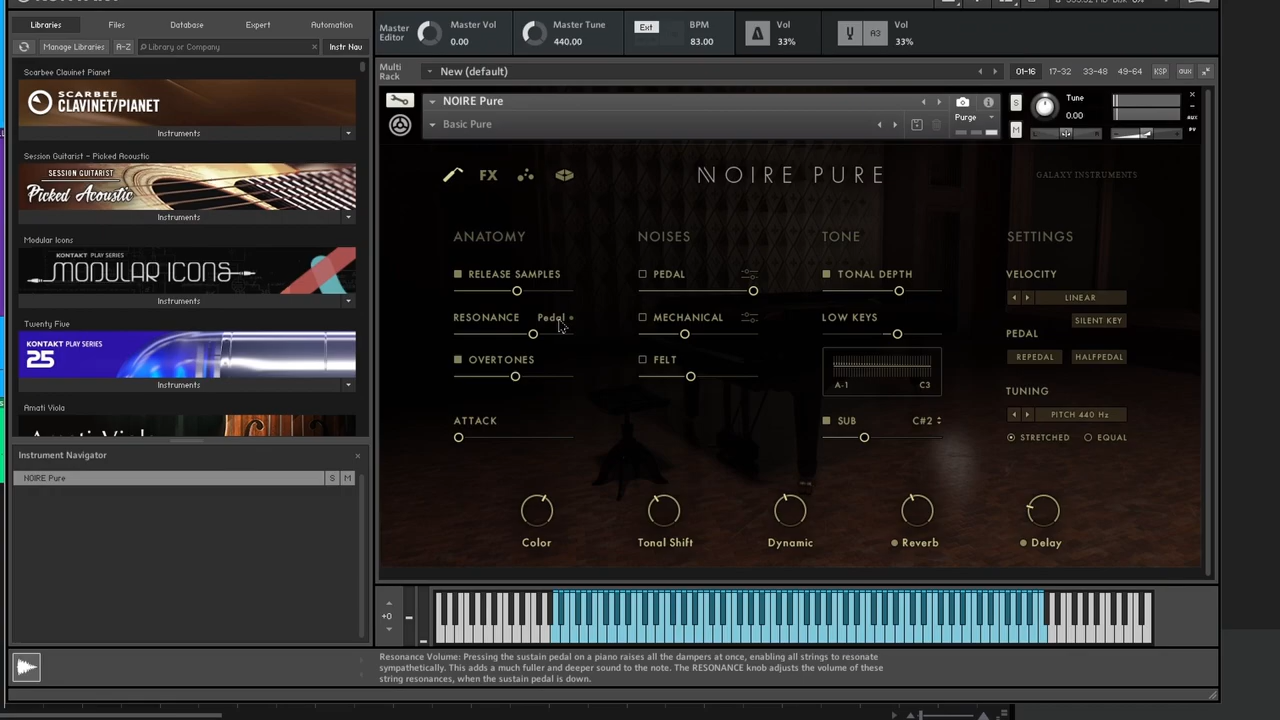 Libraries
Files
Database
Expert
Automation
Manage Libraries
A-Z
Library or Company
Instr Nav
Scarbee Clavinet Pianet
SCARBEE
CLAVINET/PIANET
Instruments
Session Guitarist - Picked Acoustic
SESSION GUITARIST
Picked Acoustic
Instruments
Modular Icons
KONTAKT PLAY SERIES
MODULAR ICONS
Instruments
Twenty Five
KONTAKT PLAY SERIES
25
Instruments
Amati Viola
Instrument Navigator
NOIRE Pure
S
M
Master
Editor
Master Vol
0.00
Master Tune
440.00
Ext
BPM
83.00
Vol
33%
A3
Vol
33%
Multi
Rack
New (default)
01-16
17-32
33-48
49-64
KSP
aux
NOIRE Pure
Purge
Basic Pure
S
M
Tune
0.00
L
R
AUX
PV
FX
NOIRE PURE
GALAXY INSTRUMENTS
ANATOMY
RELEASE SAMPLES
RESONANCE
Pedal
OVERTONES
ATTACK
NOISES
PEDAL
MECHANICAL
FELT
TONE
TONAL DEPTH
LOW KEYS
A-1
C3
SUB
C#2
SETTINGS
VELOCITY
LINEAR
SILENT KEY
PEDAL
REPEDAL
HALFPEDAL
TUNING
PITCH 440 Hz
STRETCHED
EQUAL
Color
Tonal Shift
Dynamic
Reverb
Delay
+0
Resonance Volume: Pressing the sustain pedal on a piano raises all the dampers at once, enabling all strings to resonate
sympathetically. This adds a much fuller and deeper sound to the note. The RESONANCE knob adjusts the volume of these
string resonances, when the sustain pedal is down.